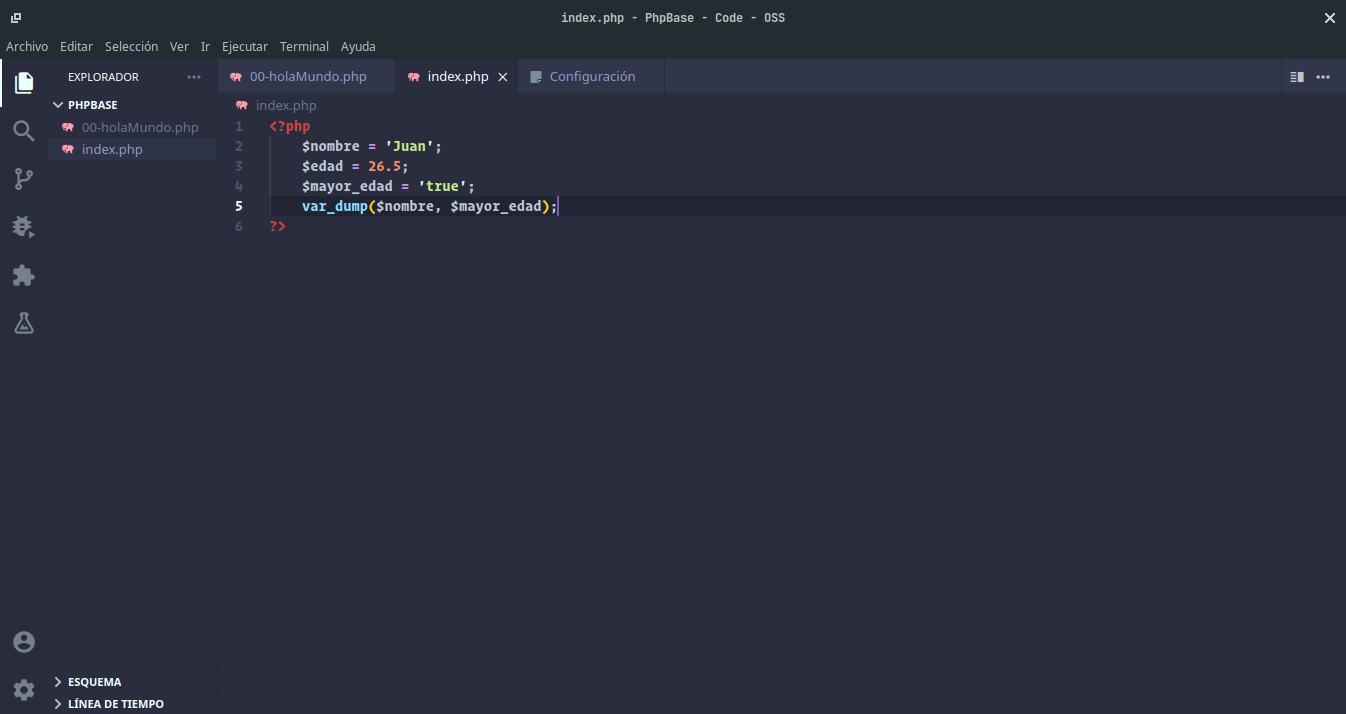 index.php - PhpBase - Code - OSS
Archivo Editar Selección Ver Ir Ejecutar Terminal Ayuda
EXPLORADOR
PHPBASE
00-holaMundo.php
index.php
00-holaMundo.php index.php Configuración
index.php
1 <?php
2 $nombre = 'Juan';
3 $edad = 26.5;
4 $mayor_edad = 'true';
5 var_dump($nombre, $mayor_edad);
6 ?>
ESQUEMA
LÍNEA DE TIEMPO